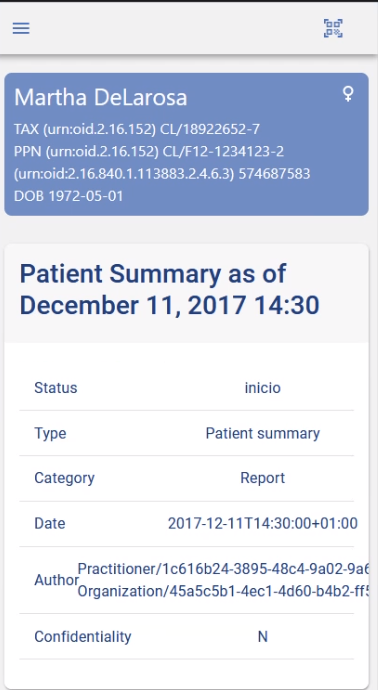 Martha DeLarosa
TAX (urn:oid.2.16.152) CL/18922652-7
PPN (urn:oid.2.16.152) CL/F12-1234123-2
(urn:oid:2.16.840.1.113883.2.4.6.3) 574687583
DOB 1972-05-01
Patient Summary as of
December 11, 2017 14:30
Status inicio
Type Patient summary
Category Report
Date 2017-12-11T14:30:00+01:00
Author Practitioner/1c616b24-3895-48c4-9a02-9a6
Organization/45a5c5b1-4ec1-4d60-b4b2-ff5
Confidentiality N